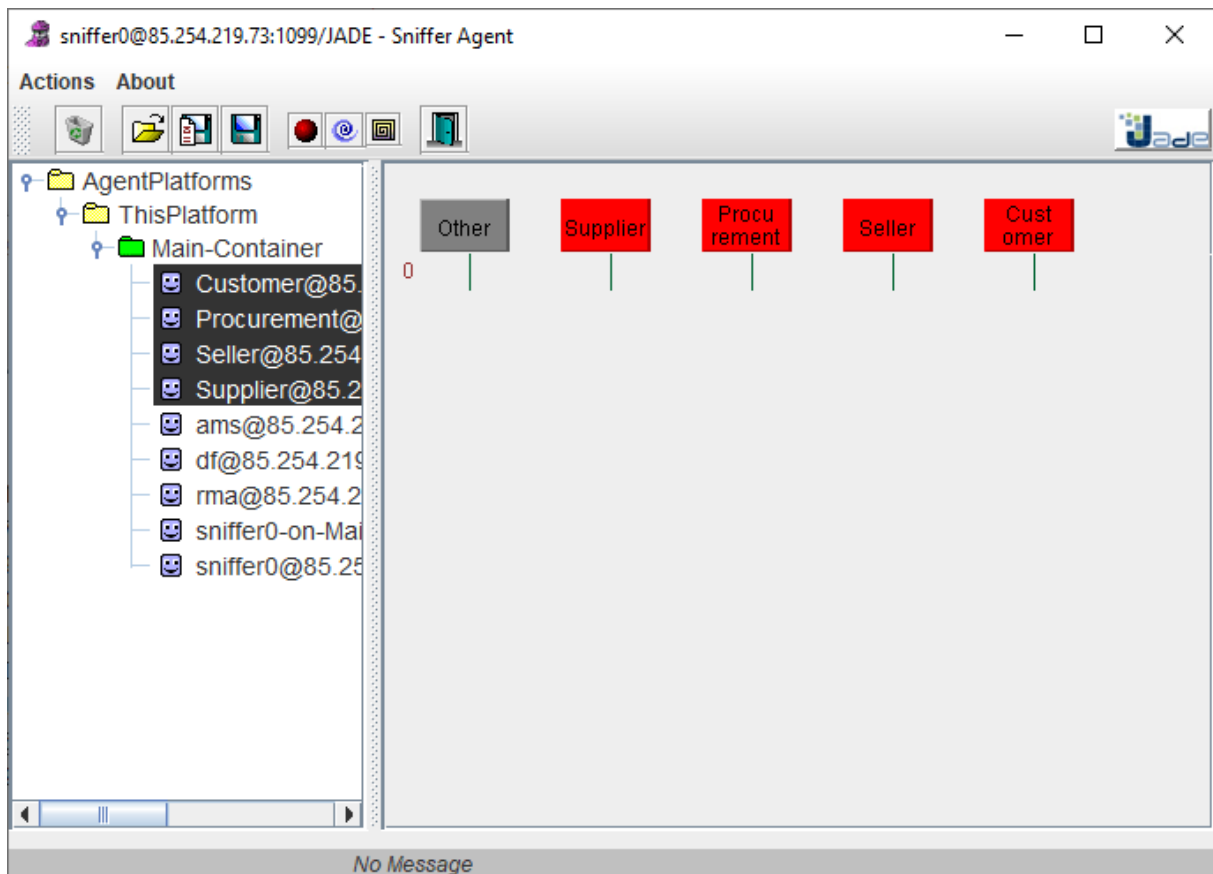 sniffer0@85.254.219.73:1099/JADE - Sniffer Agent
Actions About
Jade
AgentPlatforms
ThisPlatform
Main-Container
Customer@85.
Procurement@
Seller@85.254
Supplier@85.2
ams@85.254.2
df@85.254.219
rma@85.254.2
sniffer0-on-Mai
sniffer0@85.25
Other
Supplier
Procu
rement
Seller
Cust
omer
0
No Message